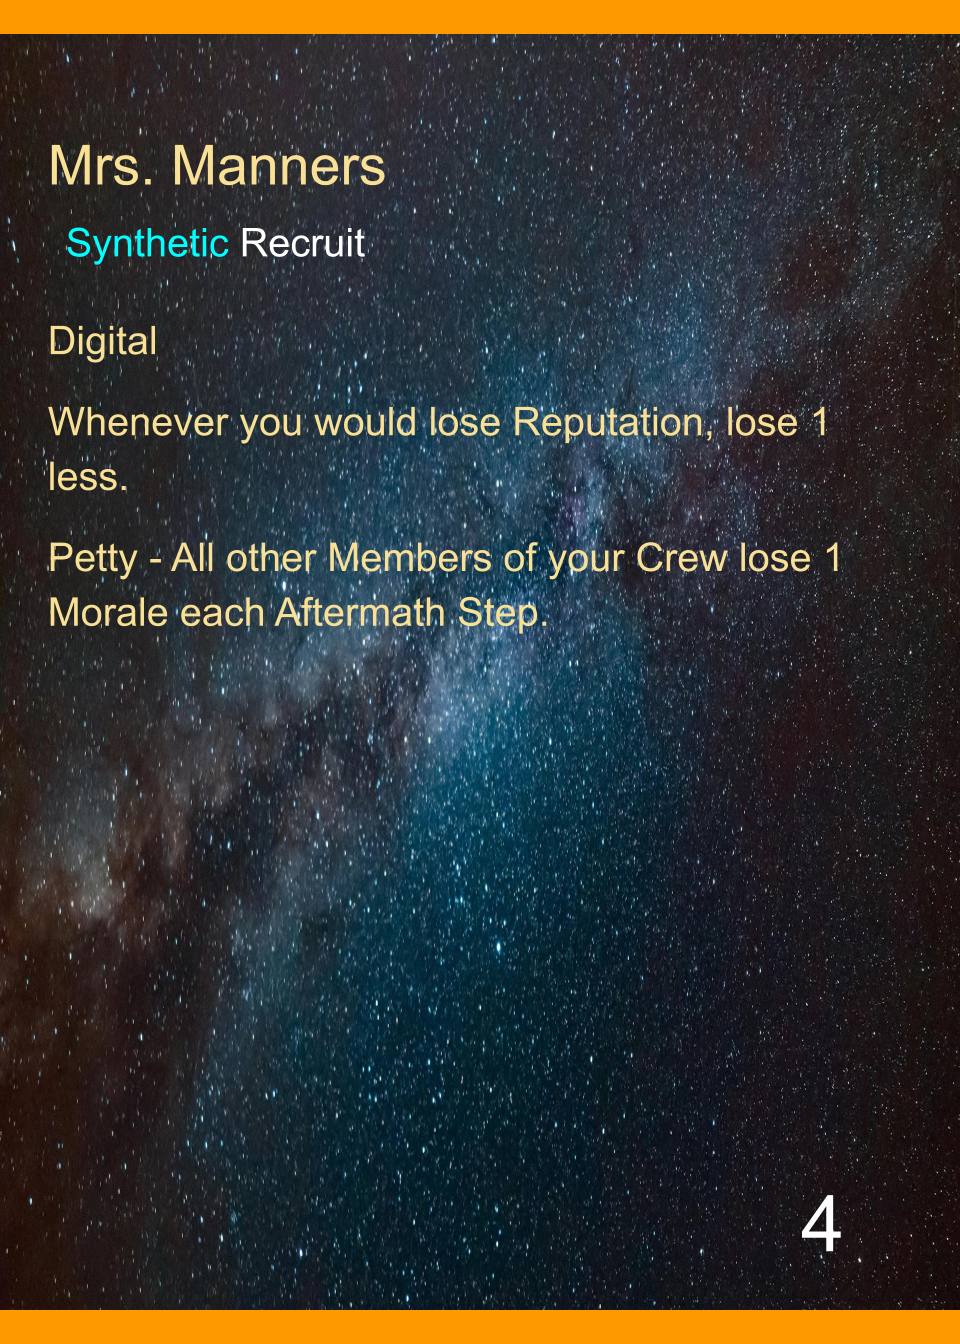 Mrs. Manners
Synthetic Recruit
Digital
Whenever you would lose Reputation, lose 1
less.
Petty - All other Members of your Crew lose 1
Morale each Aftermath Step.
4